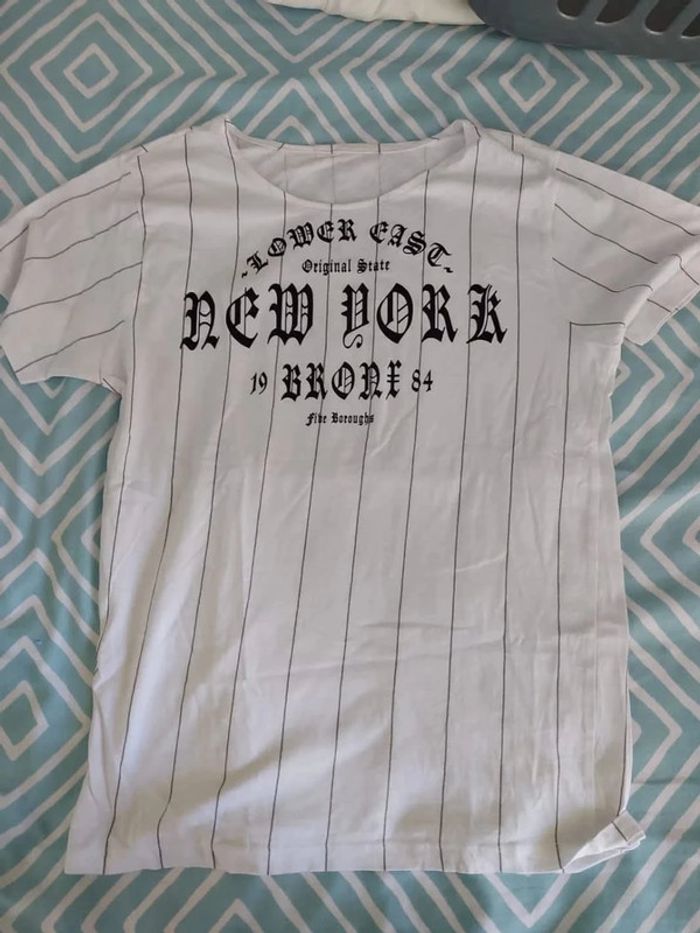 ~LOWER EAST~
Original State
NEW YORK
19 BRONX 84
Five Boroughs